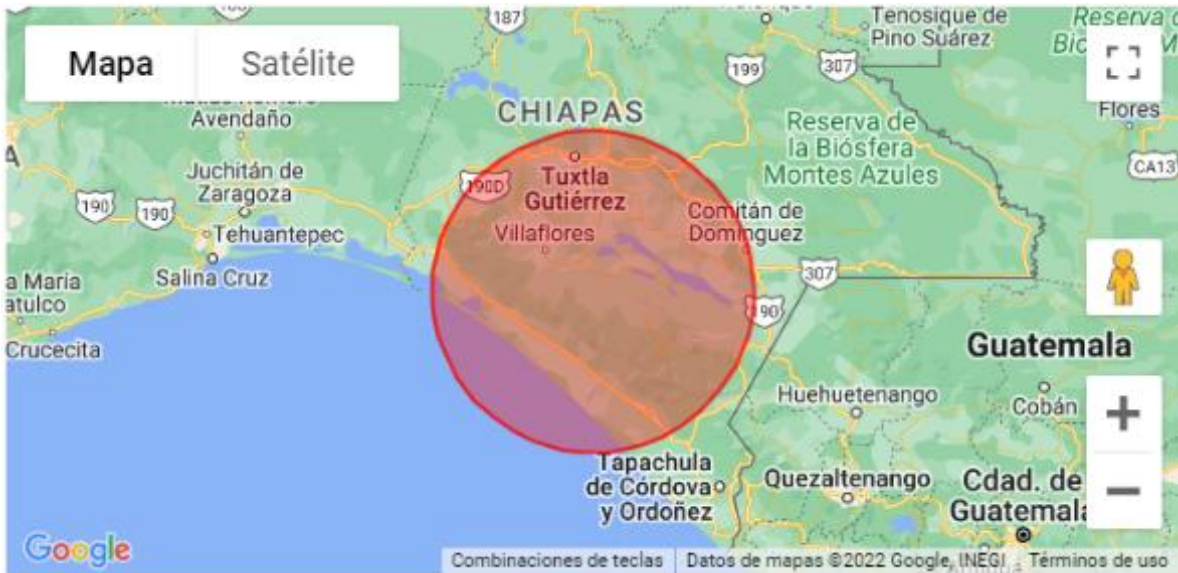 187
Tenosique de
Pino Suárez
Reserva d
Mapa
Satélite
199
307
Avendaño
CHIAPAS
Flores
Reserva de
la Biósfera
Montes Azules
A
CA13
Juchitán de
Zaragoza
190D
Tuxtla
Gutiérrez
190
190
Comitán de
Domínguez
Tehuantepec
Villaflores
Salina Cruz
307
a María
atulco
190
Crucecita
Guatemala
Huehuetenango
Cobán
Tapachula
de Córdova
y Ordoñez
Quezaltenango
Cdad. de
Guatemala
Google
Combinaciones de teclas
Datos de mapas ©2022 Google, INEGI
Términos de uso